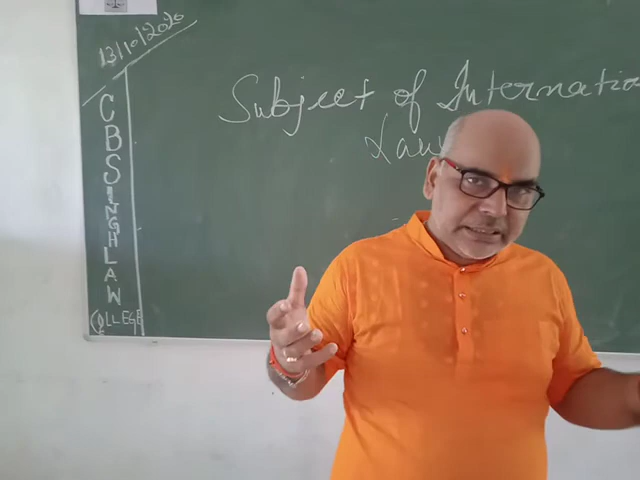 13/10/2020
Subject of Internatio
Law
CBSINGHLAW
COLLEGE